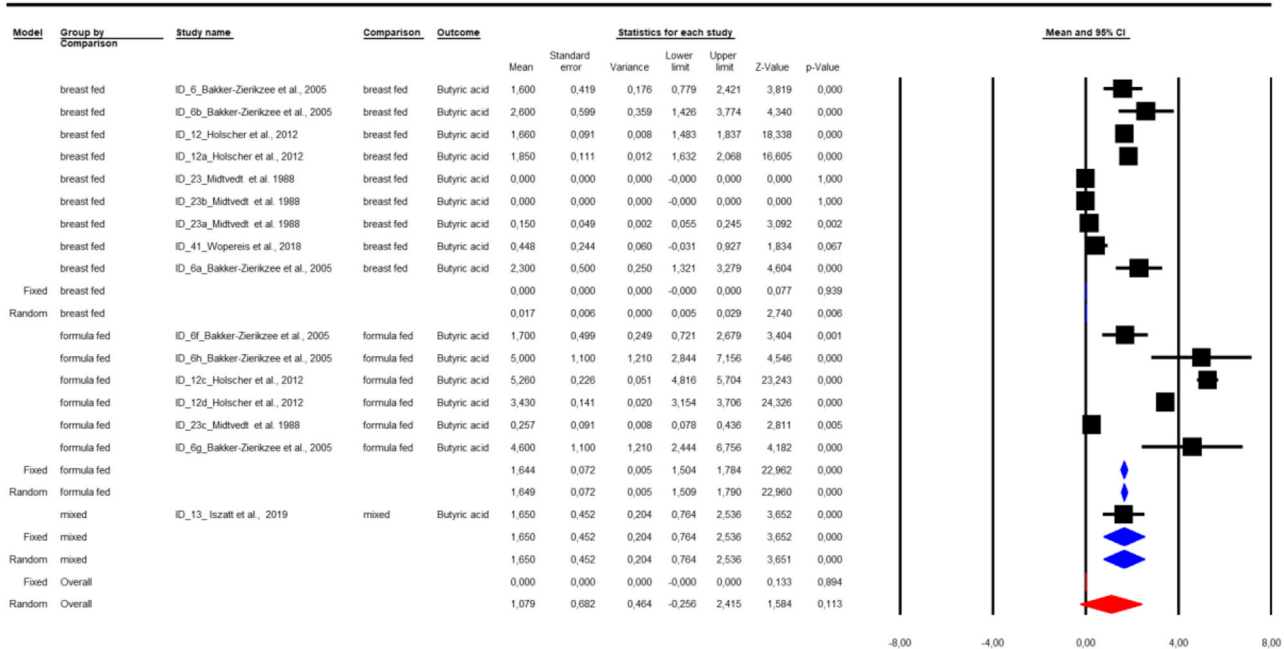 Model Group by Comparison Study name Comparison Outcome Statistics for each study Mean and 95% CI
Mean Standard error Variance Lower limit Upper limit Z-Value p-Value
breast fed ID_6_Bakker-Zierikzee et al., 2005 breast fed Butyric acid 1,600 0,419 0,176 0,779 2,421 3,819 0,000
breast fed ID_6b_Bakker-Zierikzee et al., 2005 breast fed Butyric acid 2,600 0,599 0,359 1,426 3,774 4,340 0,000
breast fed ID_12_Holscher et al., 2012 breast fed Butyric acid 1,660 0,091 0,008 1,483 1,837 18,338 0,000
breast fed ID_12a_Holscher et al., 2012 breast fed Butyric acid 1,850 0,111 0,012 1,632 2,068 16,605 0,000
breast fed ID_23_Midtvedt et al. 1988 breast fed Butyric acid 0,000 0,000 0,000 -0,000 0,000 0,000 1,000
breast fed ID_23b_Midtvedt et al. 1988 breast fed Butyric acid 0,000 0,000 0,000 -0,000 0,000 0,000 1,000
breast fed ID_23a_Midtvedt et al. 1988 breast fed Butyric acid 0,150 0,049 0,002 0,055 0,245 3,092 0,002
breast fed ID_41_Wopereis et al., 2018 breast fed Butyric acid 0,448 0,244 0,060 -0,031 0,927 1,834 0,067
breast fed ID_6a_Bakker-Zierikzee et al., 2005 breast fed Butyric acid 2,300 0,500 0,250 1,321 3,279 4,604 0,000
Fixed breast fed 0,000 0,000 0,000 -0,000 0,000 0,077 0,939
Random breast fed 0,017 0,006 0,000 0,005 0,029 2,740 0,006
formula fed ID_6f_Bakker-Zierikzee et al., 2005 formula fed Butyric acid 1,700 0,499 0,249 0,721 2,679 3,404 0,001
formula fed ID_6h_Bakker-Zierikzee et al., 2005 formula fed Butyric acid 5,000 1,100 1,210 2,844 7,156 4,546 0,000
formula fed ID_12c_Holscher et al., 2012 formula fed Butyric acid 5,260 0,226 0,051 4,816 5,704 23,243 0,000
formula fed ID_12d_Holscher et al., 2012 formula fed Butyric acid 3,430 0,141 0,020 3,154 3,706 24,326 0,000
formula fed ID_23c_Midtvedt et al. 1988 formula fed Butyric acid 0,257 0,091 0,008 0,078 0,436 2,811 0,005
formula fed ID_6g_Bakker-Zierikzee et al., 2005 formula fed Butyric acid 4,600 1,100 1,210 2,444 6,756 4,182 0,000
Fixed formula fed 1,644 0,072 0,005 1,504 1,784 22,962 0,000
Random formula fed 1,649 0,072 0,005 1,509 1,790 22,960 0,000
mixed ID_13_ Iszatt et al., 2019 mixed Butyric acid 1,650 0,452 0,204 0,764 2,536 3,652 0,000
Fixed mixed 1,650 0,452 0,204 0,764 2,536 3,652 0,000
Random mixed 1,650 0,452 0,204 0,764 2,536 3,651 0,000
Fixed Overall 0,000 0,000 0,000 -0,000 0,000 0,133 0,894
Random Overall 1,079 0,682 0,464 -0,256 2,415 1,584 0,113
-8,00 -4,00 0,00 4,00 8,00